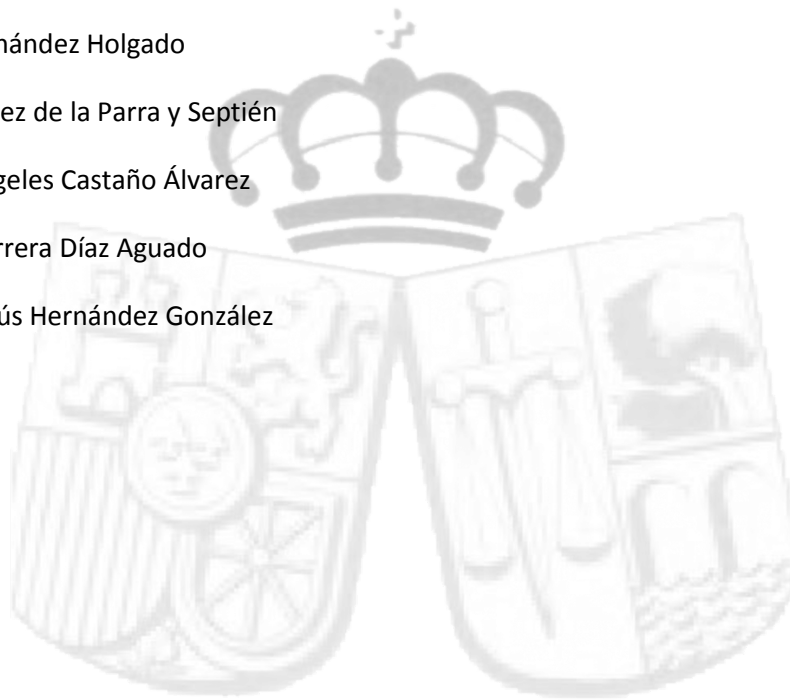 nández Holgado
ez de la Parra y Septién
geles Castaño Álvarez
rrera Díaz Aguado
ús Hernández González